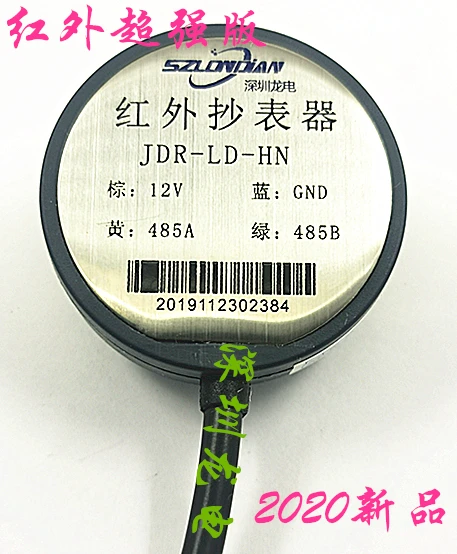 红外超强版
SZLONDIAN
深圳龙电
红外抄表器
JDR-LD-HN
棕: 12V 蓝: GND
黄: 485A 绿: 485B
2019112302384
深圳龙电
2020新品